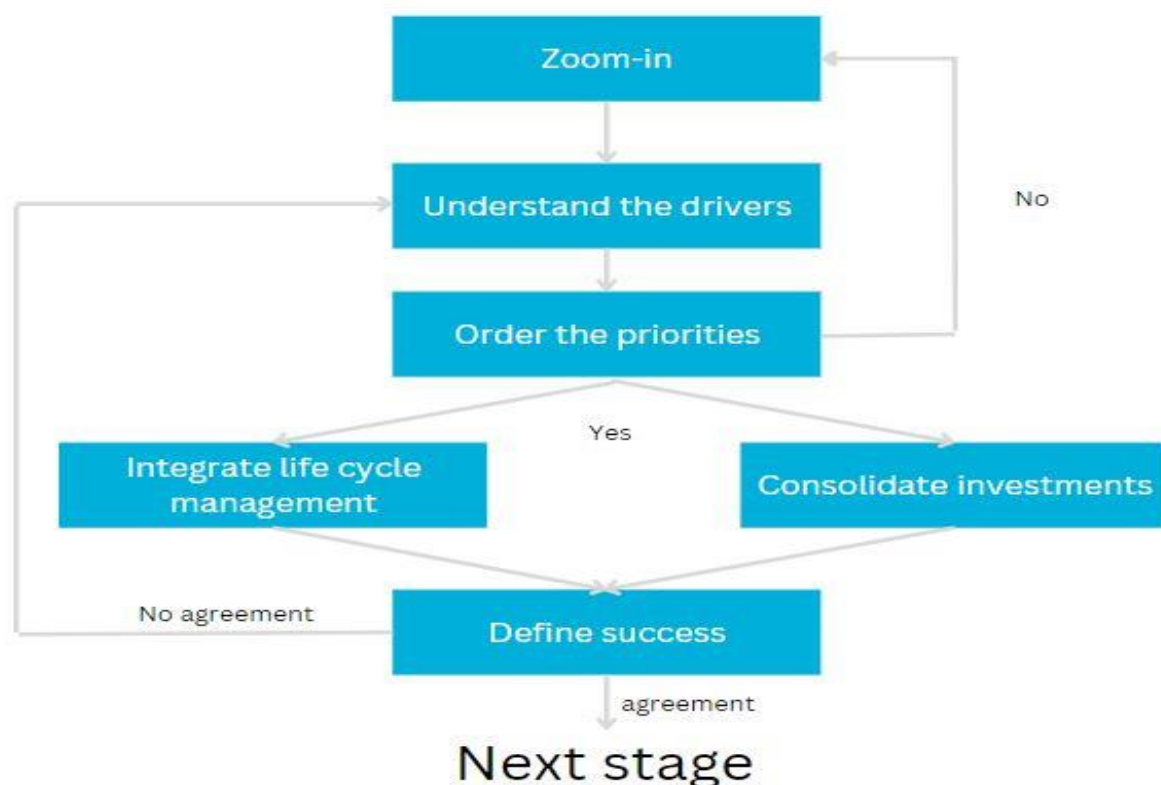 Zoom-in
Understand the drivers
No
Order the priorities
Yes
Integrate life cycle
management
Consolidate investments
No agreement
Define success
agreement
Next stage